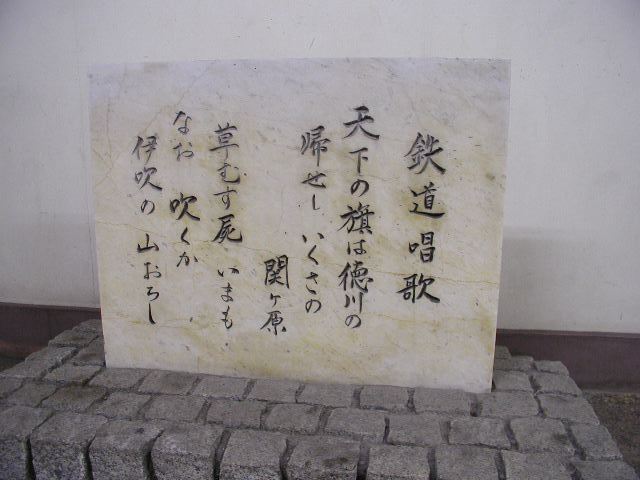 鉄道唱歌
天下の旗は徳川の
帰せし いくさの
関ヶ原
草むす屍 いまも
なお 吹くか
伊吹の 山おろし